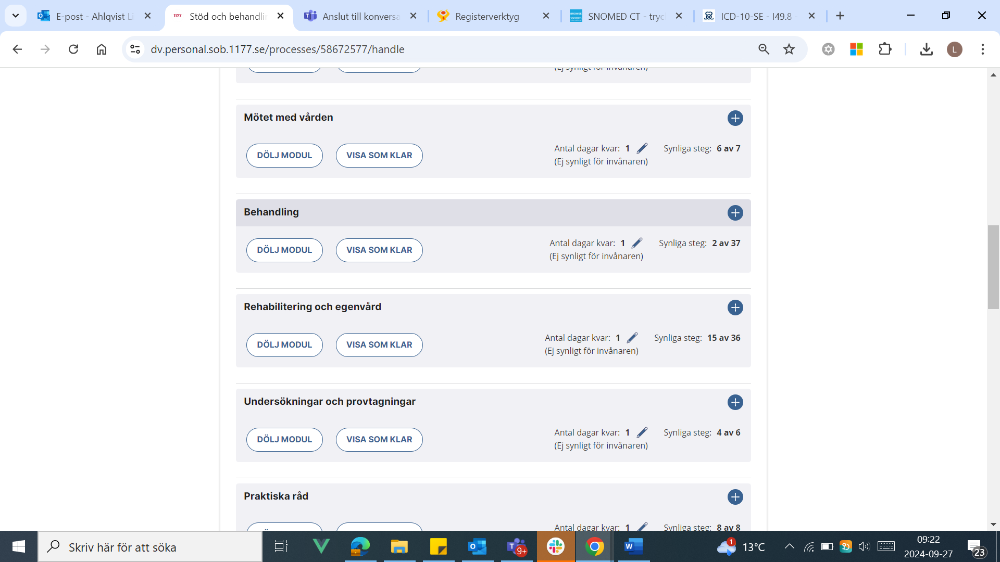 E-post - Ahlqvist Li
1177
Stöd och behandlin
Anslut till konversa
Registerverktyg
SNOMED CT - tryc
ICD-10-SE - I49.8 -
dv.personal.sob.1177.se/processes/58672577/handle
L
(Ej synligt för invånaren)
Mötet med vården
DÖLJ MODUL
VISA SOM KLAR
Antal dagar kvar: 1
Synliga steg: 6 av 7
(Ej synligt för invånaren)
Behandling
DÖLJ MODUL
VISA SOM KLAR
Antal dagar kvar: 1
Synliga steg: 2 av 37
(Ej synligt för invånaren)
Rehabilitering och egenvård
DÖLJ MODUL
VISA SOM KLAR
Antal dagar kvar: 1
Synliga steg: 15 av 36
(Ej synligt för invånaren)
Undersökningar och provtagningar
DÖLJ MODUL
VISA SOM KLAR
Antal dagar kvar: 1
Synliga steg: 4 av 6
(Ej synligt för invånaren)
Praktiska råd
Antal dagar kvar: 1
Synliga steg: 8 av 8
Skriv här för att söka
9+
1
13°C
09:22
2024-09-27
23